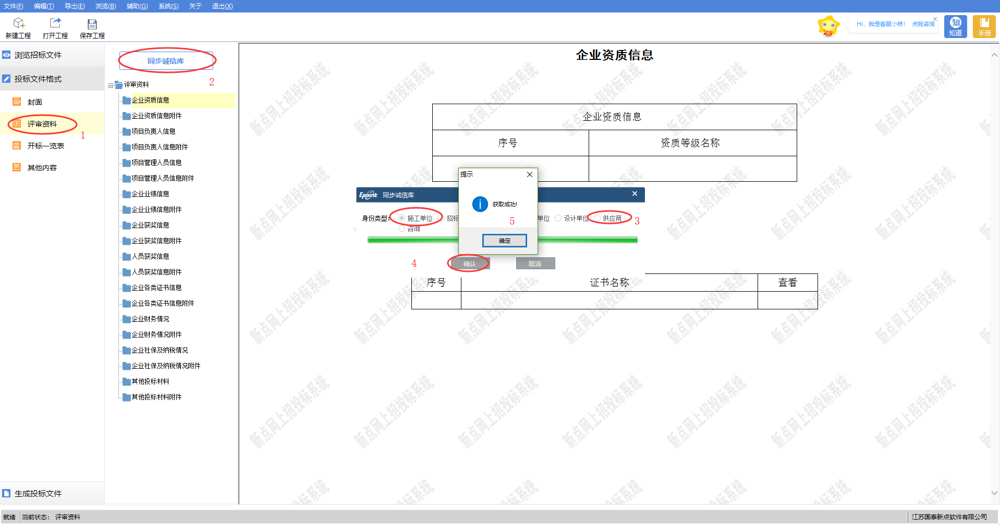 文件(F) 编辑(T) 导出(E) 浏览(B) 辅助(G) 系统(S) 关于 退出(X)
新建工程 打开工程 保存工程
Hi，我是客服小桥！ 点我咨询
知
知道
手册
浏览招标文件
投标文件格式
封面
评审资料
1
开标一览表
其他内容
生成投标文件
同步诚信库
2
评审资料
企业资质信息
企业资质信息附件
项目负责人信息
项目负责人信息附件
项目管理人员信息
项目管理人员信息附件
企业业绩信息
企业业绩信息附件
企业获奖信息
企业获奖信息附件
人员获奖信息
人员获奖信息附件
企业各类证书信息
企业各类证书信息附件
企业财务情况
企业财务情况附件
企业社保及纳税情况
企业社保及纳税情况附件
其他投标材料
其他投标材料附件
企业资质信息
企业资质信息
序号 资质等级名称
Epoint 同步诚信库
身份类型： 施工单位 招标 单位 设计单位 供应商
3
咨询
提示
获取成功!
5
确定
4
确认 取消
序号 证书名称 查看
新点网上招投标系统
就绪 当前状态： 评审资料
江苏国泰新点软件有限公司